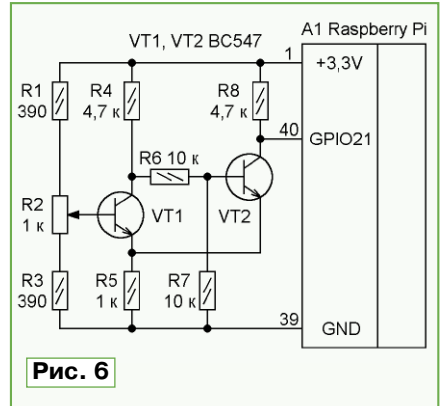 A1 Raspberry Pi
VT1, VT2 BC547
1
+3,3V
R1
390
R4
4,7 к
R8
4,7 к
40
GPIO21
R6 10 к
R2
1 к
VT1
VT2
R3
390
R5
1 к
R7
10 к
39
GND
Рис. 6